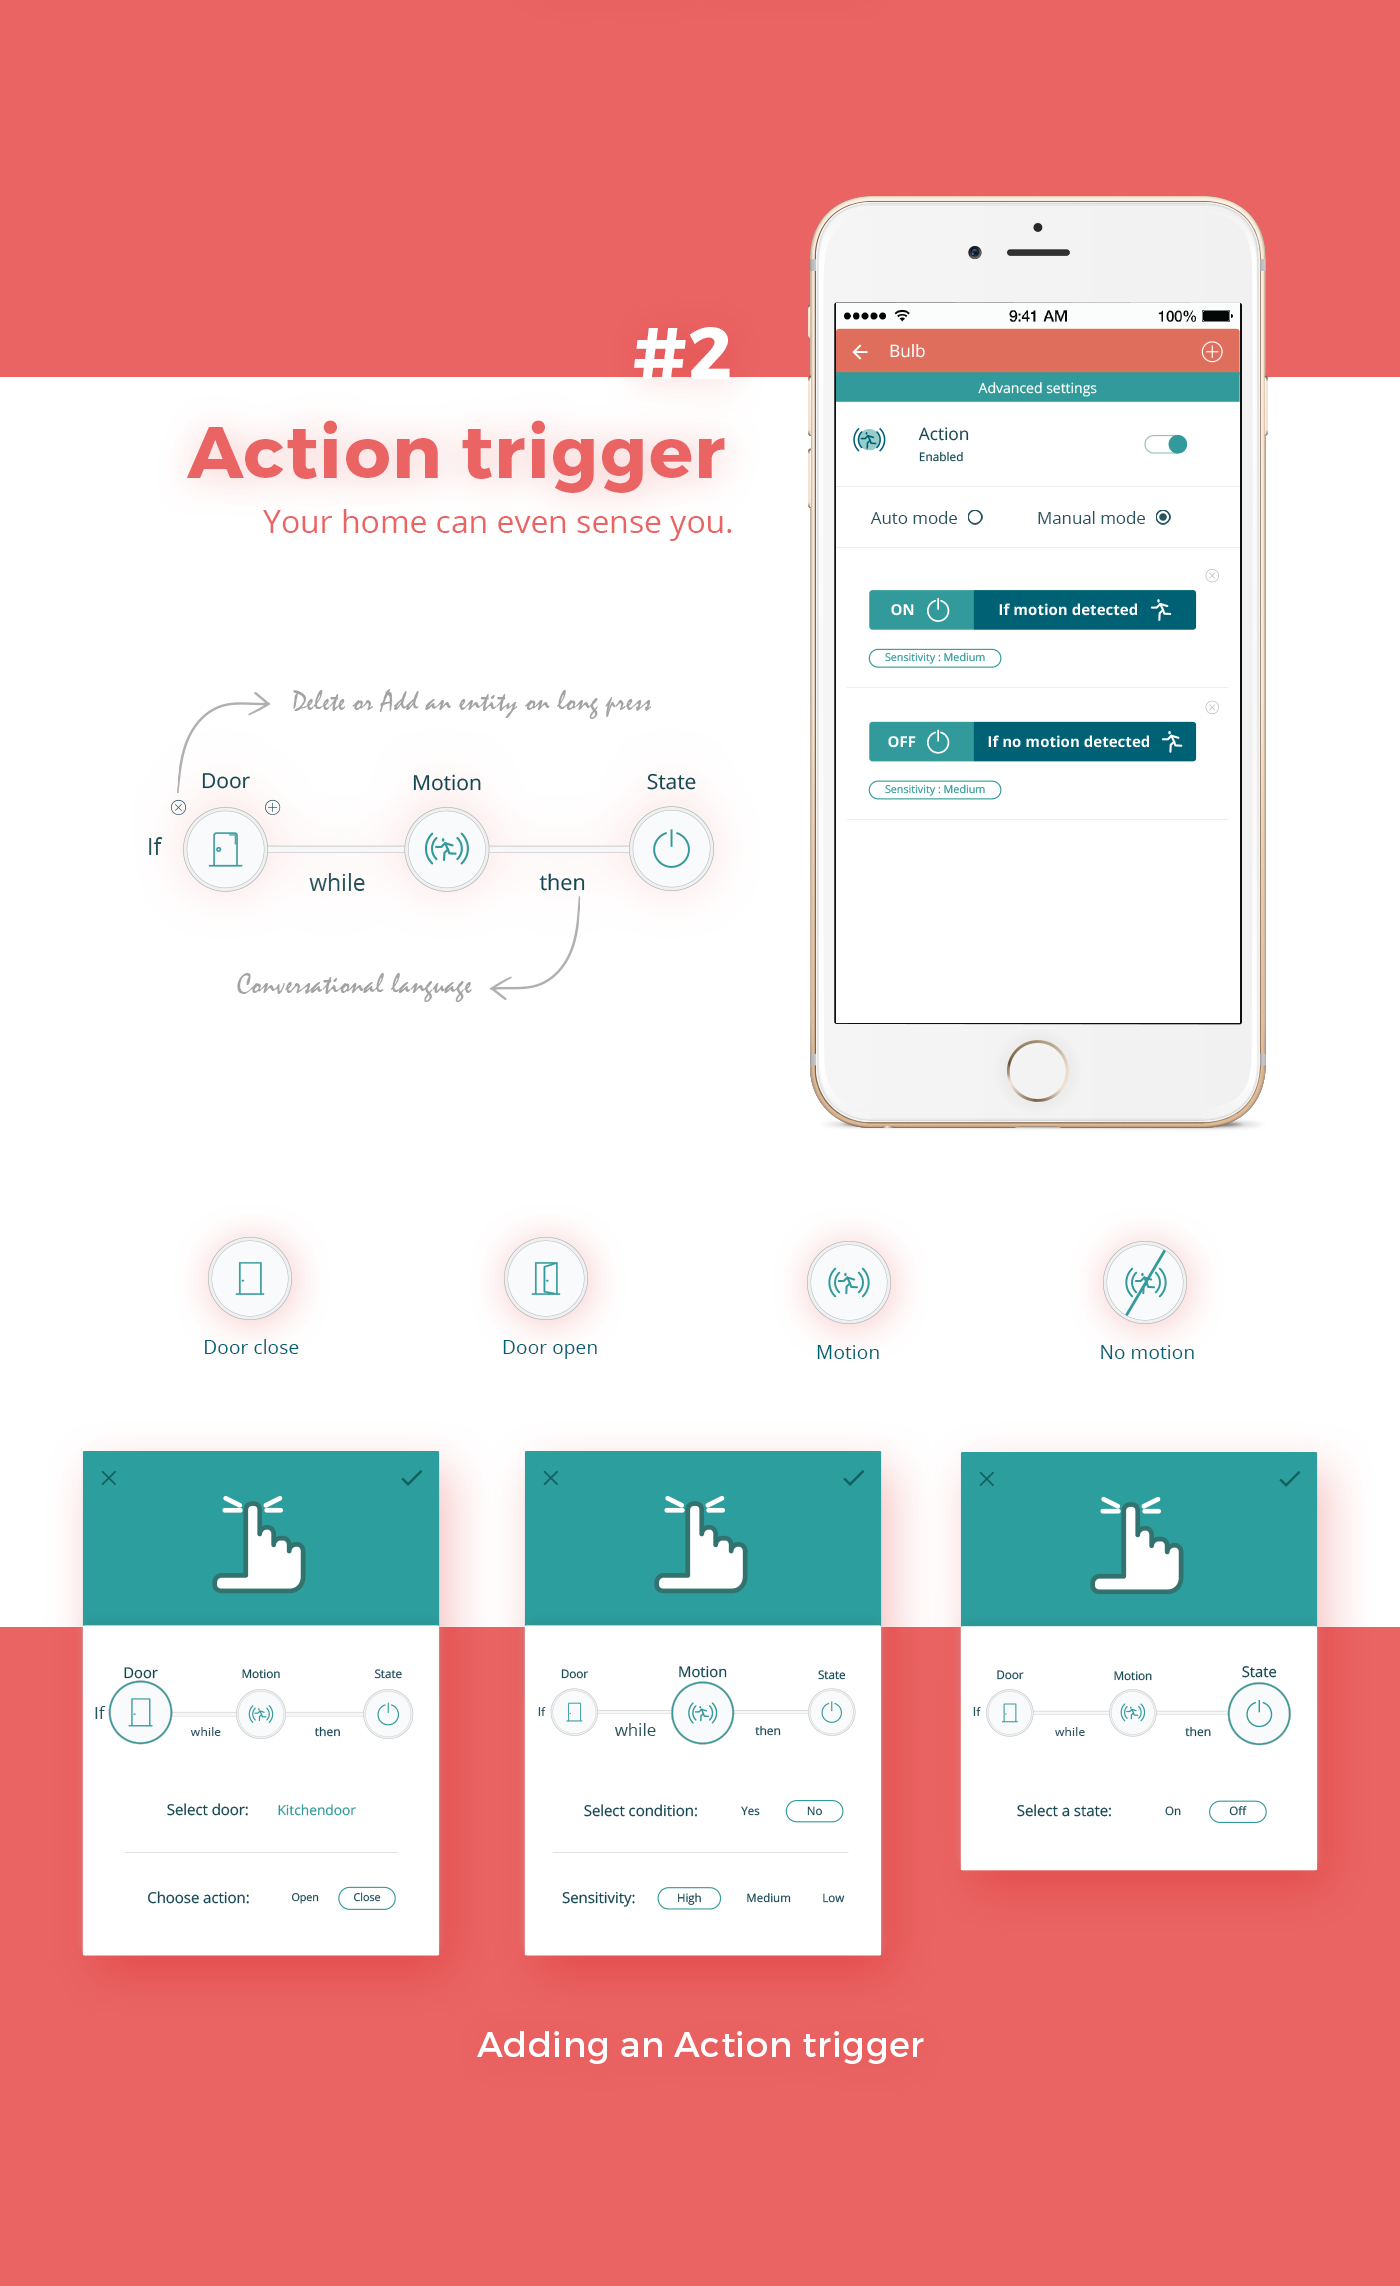 #2
Action trigger
Your home can even sense you.
9:41 AM
100%
Bulb
Advanced settings
Action
Enabled
Auto mode
Manual mode
ON
If motion detected
Sensitivity : Medium
OFF
If no motion detected
Sensitivity : Medium
Delete or Add an entity on long press
Door
Motion
State
If
while
then
Conversational language
Door close
Door open
Motion
No motion
Door
Motion
State
If
while
then
Select door:
Kitchendoor
Choose action:
Open
Close
Door
Motion
State
If
while
then
Select condition:
Yes
No
Sensitivity:
High
Medium
Low
Door
Motion
State
If
while
then
Select a state:
On
Off
Adding an Action trigger